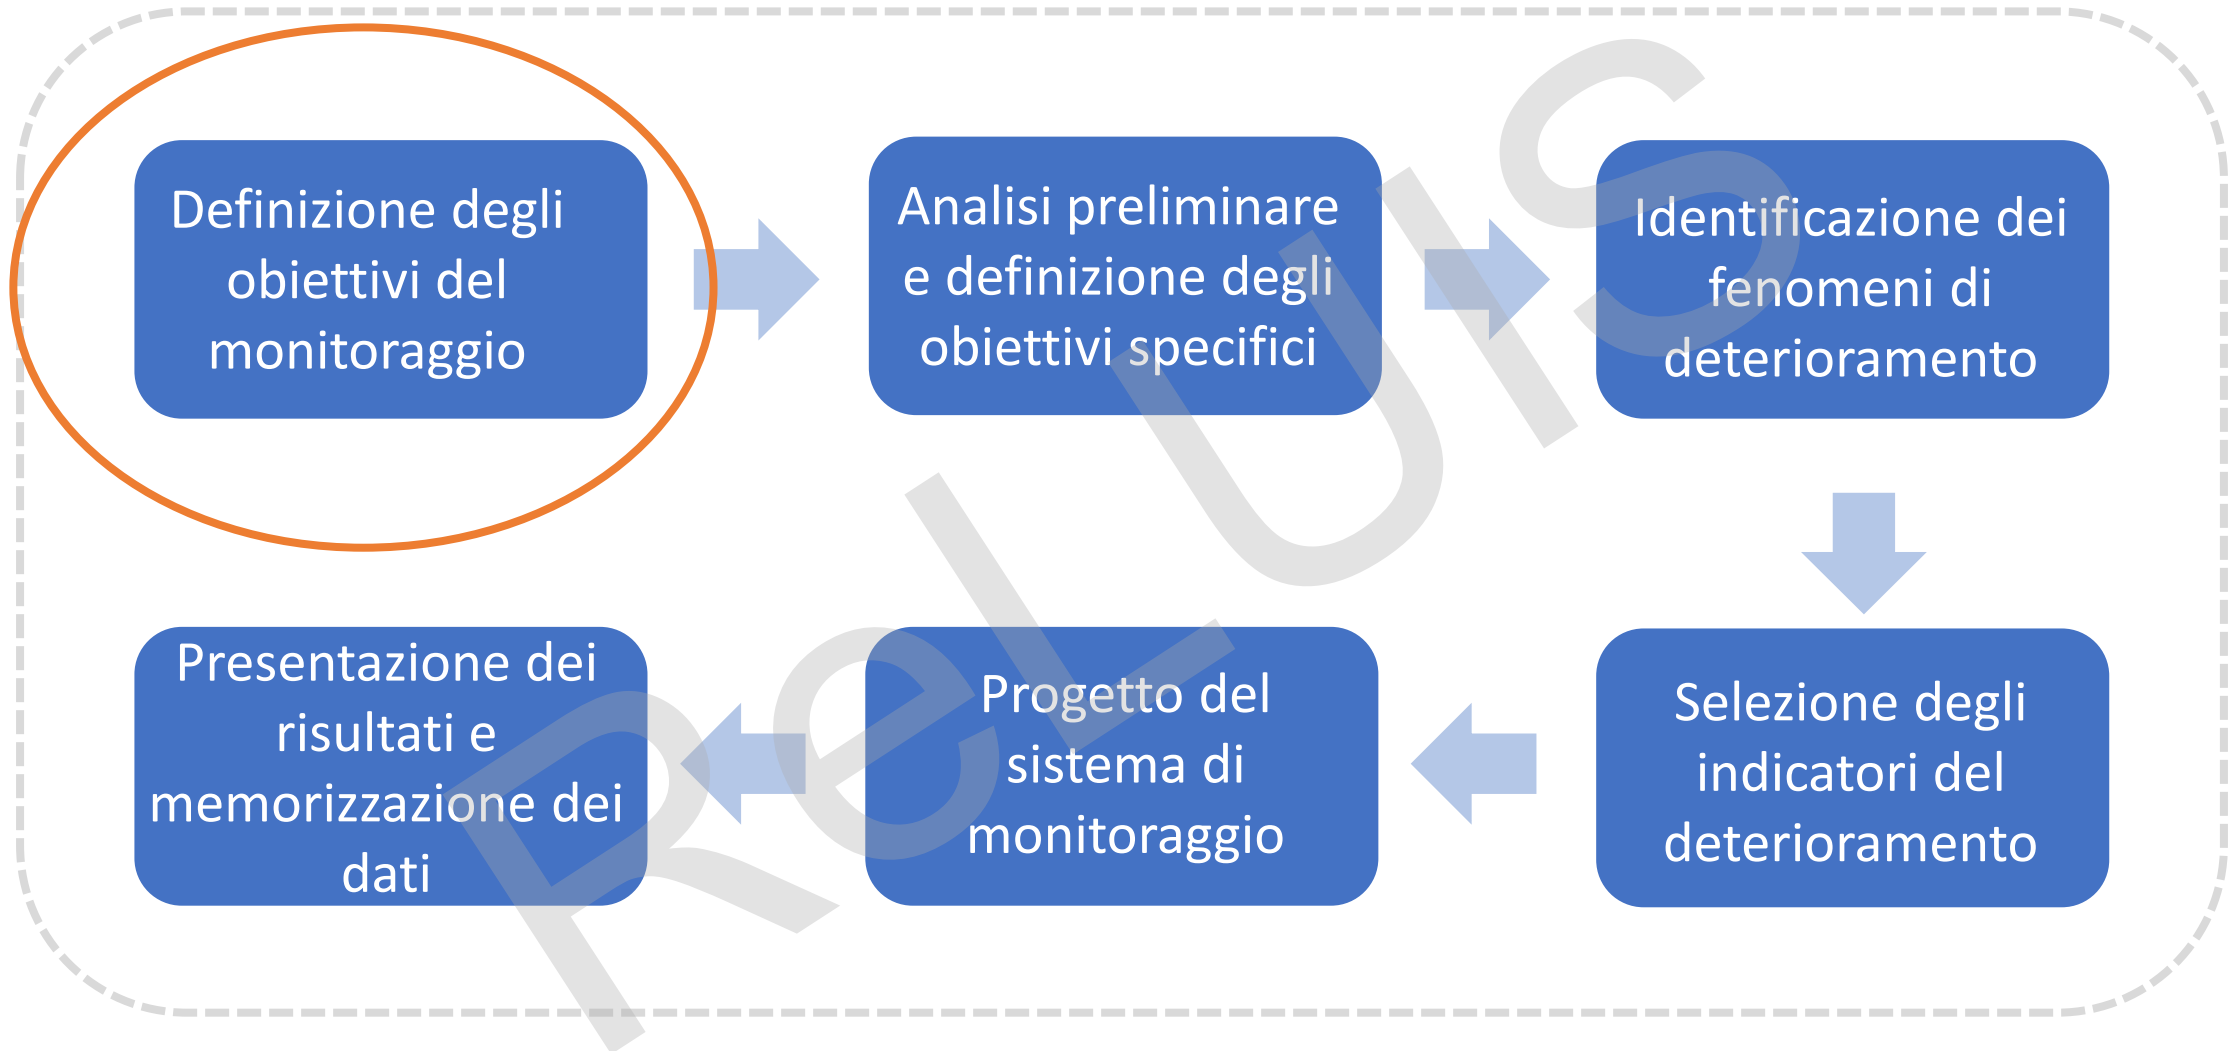 Definizione degli
obiettivi del
monitoraggio
Analisi preliminare
e definizione degli
obiettivi specifici
Identificazione dei
fenomeni di
deterioramento
Selezione degli
indicatori del
deterioramento
Progetto del
sistema di
monitoraggio
Presentazione dei
risultati e
memorizzazione dei
dati
ReLUIS